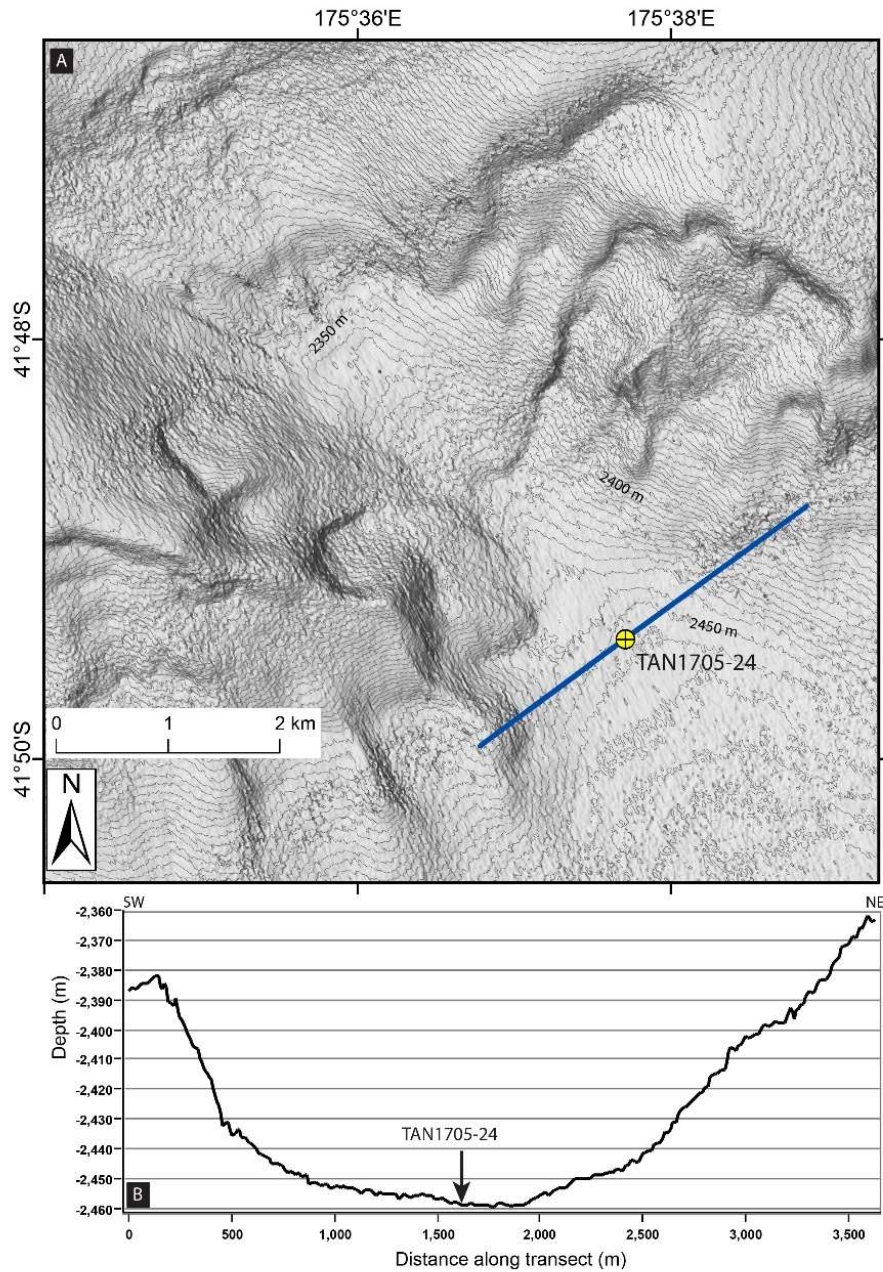 175°36'E 175°38'E
A
41°48'S
2350 m
2400 m
2450 m
TAN1705-24
0 1 2 km
41°50'S
N
SW NE
-2,360
-2,370
-2,380
-2,390
-2,400
-2,410
-2,420
-2,430
-2,440
-2,450
-2,460
Depth (m)
TAN1705-24
B
0 500 1,000 1,500 2,000 2,500 3,000 3,500
Distance along transect (m)